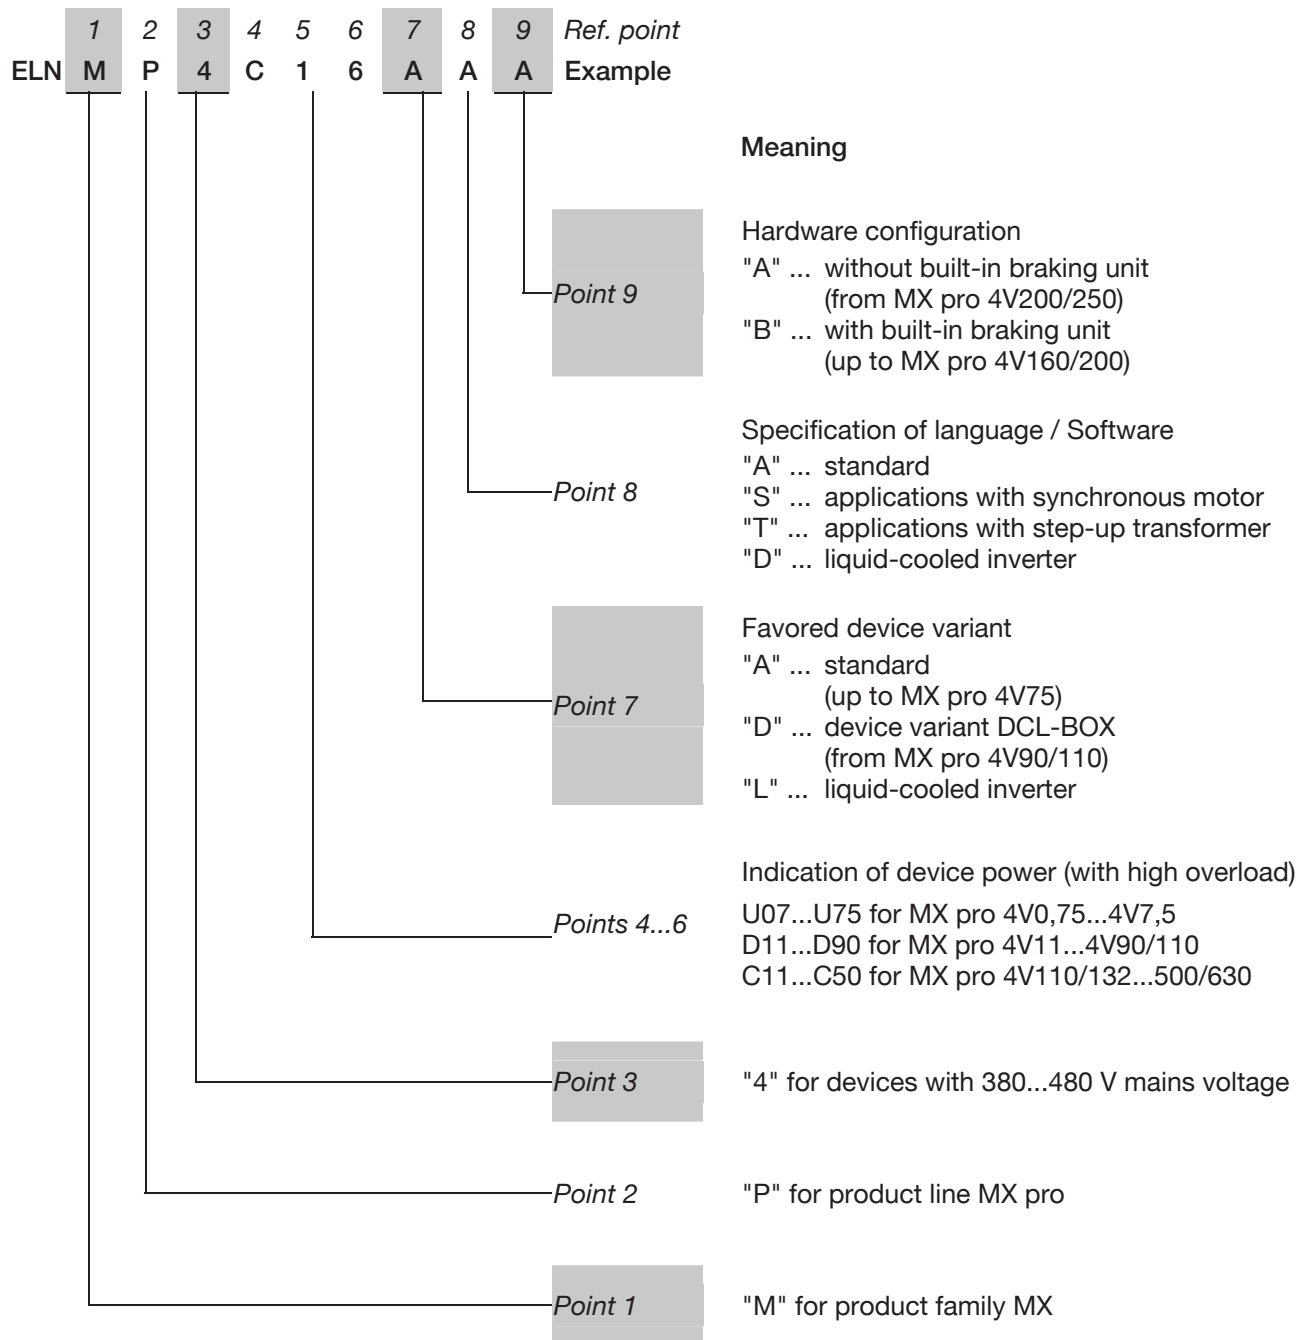 1 2 3 4 5 6 7 8 9 Ref. point
ELN M P 4 C 1 6 A A A Example
Meaning
Hardware configuration
"A" ... without built-in braking unit
(from MX pro 4V200/250)
Point 9
"B" ... with built-in braking unit
(up to MX pro 4V160/200)
Specification of language / Software
"A" ... standard
Point 8
"S" ... applications with synchronous motor
"T" ... applications with step-up transformer
"D" ... liquid-cooled inverter
Favored device variant
"A" ... standard
(up to MX pro 4V75)
Point 7
"D" ... device variant DCL-BOX
(from MX pro 4V90/110)
"L" ... liquid-cooled inverter
Indication of device power (with high overload)
Points 4...6
U07...U75 for MX pro 4V0,75...4V7,5
D11...D90 for MX pro 4V11...4V90/110
C11...C50 for MX pro 4V110/132...500/630
Point 3 "4" for devices with 380...480 V mains voltage
Point 2 "P" for product line MX pro
Point 1 "M" for product family MX